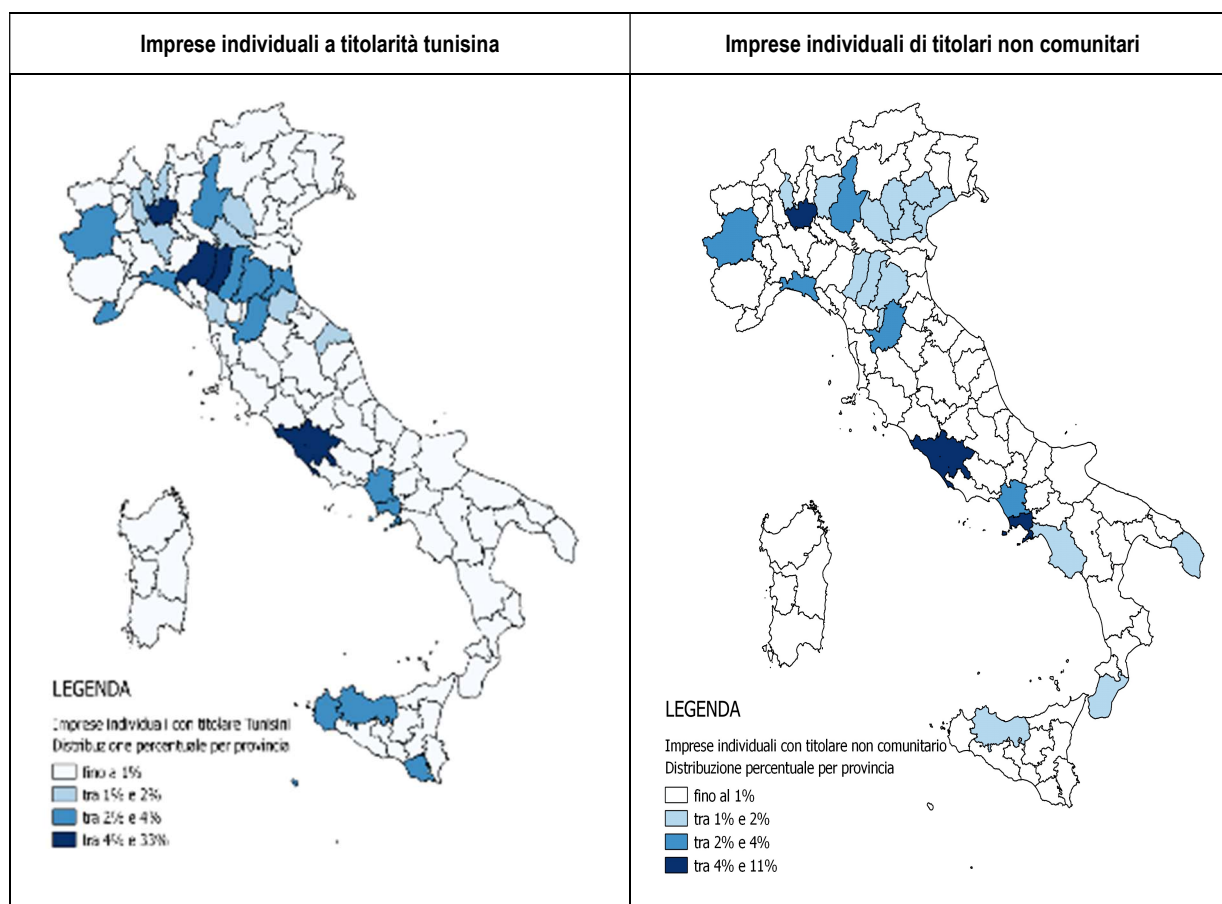 Imprese individuali a titolarità tunisina
Imprese individuali di titolari non comunitari
LEGENDA
Imprese individuali con titolare Tunisini
Distribuzione percentuale per provincia
fino a 1%
tra 1% e 2%
tra 2% e 4%
tra 4% e 33%
LEGENDA
Imprese individuali con titolare non comunitario
Distribuzione percentuale per provincia
fino al 1%
tra 1% e 2%
tra 2% e 4%
tra 4% e 11%